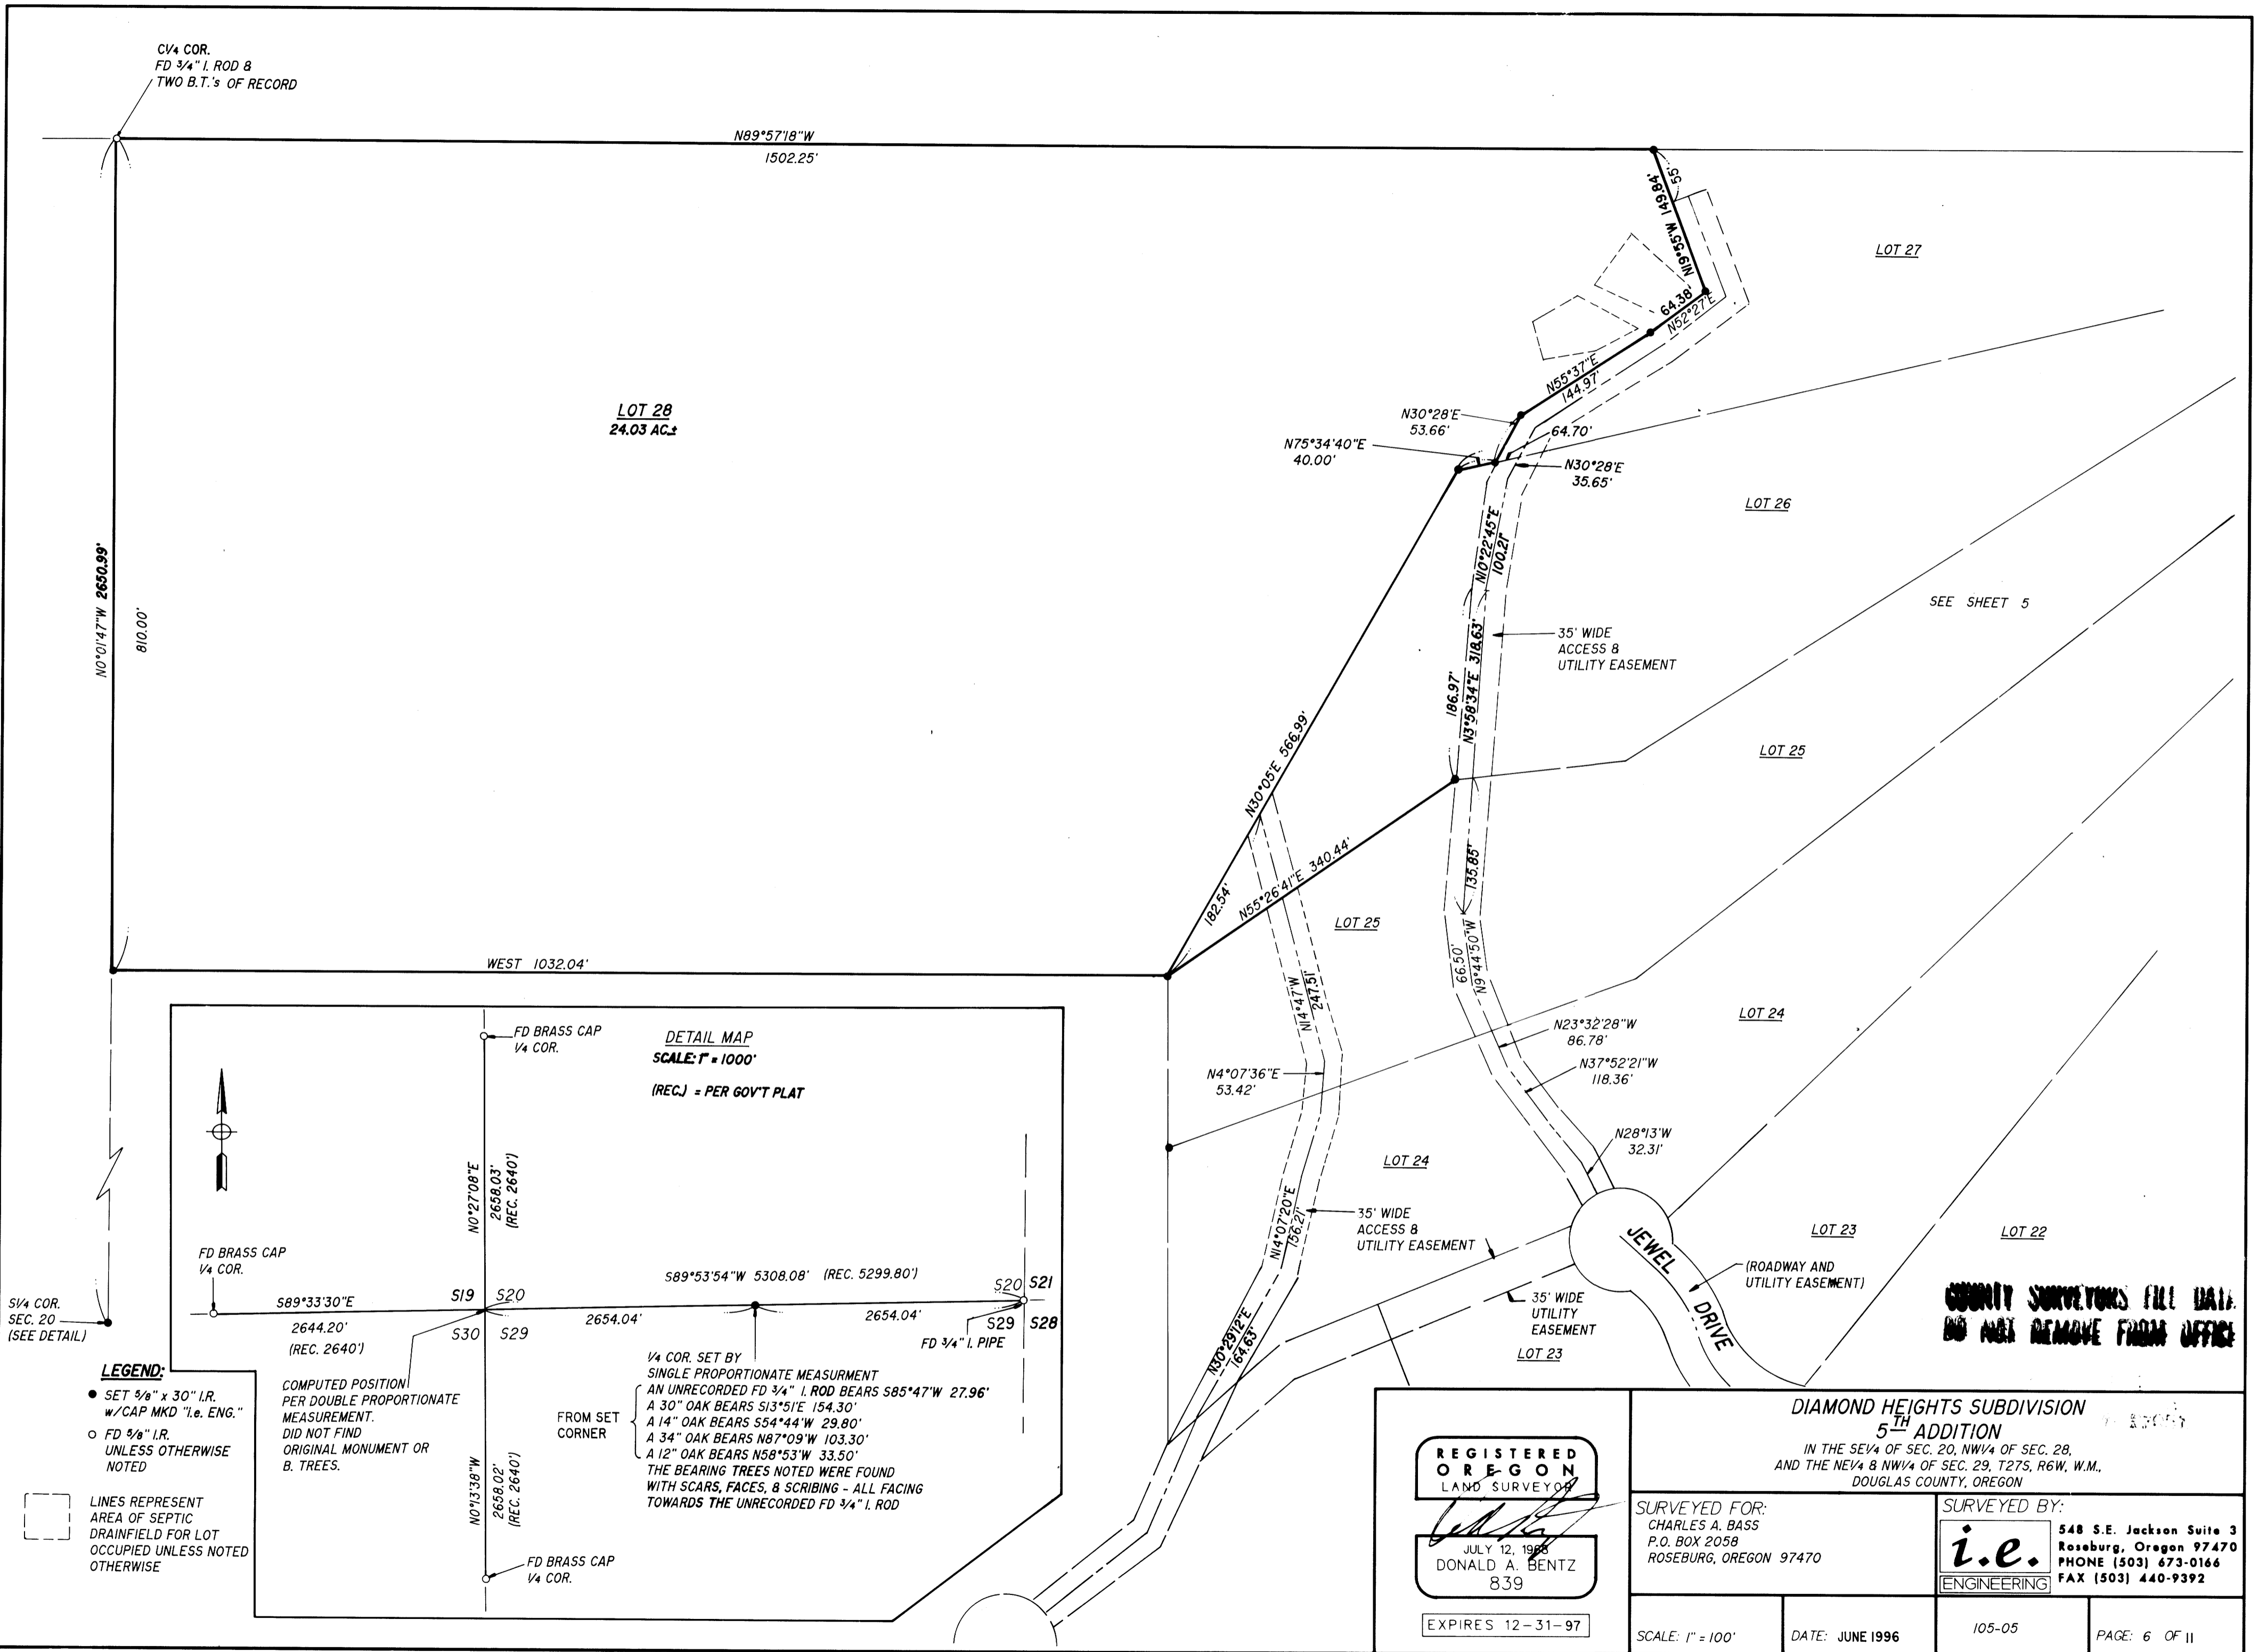 C1/4 COR.
FD 3/4" I. ROD &
TWO B.T.'s OF RECORD
N89°57'18"W
1502.25'
55'
N19°55'W 149.84'
LOT 27
64.38'
N52°27'E
N55°37"E
144.97'
LOT 28
24.03 AC.±
N30°28'E
53.66'
64.70'
N75°34'40"E
40.00'
N30°28'E
35.65'
LOT 26
N10°22'45"E
100.21'
N0°01'47"W 2650.99'
810.00'
SEE SHEET 5
35' WIDE
ACCESS &
UTILITY EASEMENT
186.97'
N3°58'34"E 318.63'
LOT 25
N30°05'E 566.99'
182.54'
N55°26'41"E 340.44'
135.85'
LOT 25
66.50'
N9°44'50"W
WEST 1032.04'
N14°47'W
247.51'
LOT 24
N23°32'28"W
86.78'
N37°52'21"W
118.36'
N4°07'36"E
53.42'
N28°13'W
32.31'
LOT 24
N14°07'20"E
156.21'
35' WIDE
ACCESS &
UTILITY EASEMENT
JEWEL DRIVE
(ROADWAY AND
UTILITY EASEMENT)
LOT 23
LOT 22
35' WIDE
UTILITY
EASEMENT
LOT 23
N30°29'12"E
164.63'
COUNTY SURVEYORS FILE DATA
DO NOT REMOVE FROM OFFICE
DETAIL MAP
SCALE: 1" = 1000'
(REC.) = PER GOV'T PLAT
FD BRASS CAP
1/4 COR.
N0°27'08"E
2658.03'
(REC. 2640')
FD BRASS CAP
1/4 COR.
S89°33'30"E
2644.20'
(REC. 2640')
S19 S20
S30 S29
S89°53'54"W 5308.08' (REC. 5299.80')
2654.04'
2654.04'
S20 S21
S29 S28
FD 3/4" I. PIPE
COMPUTED POSITION
PER DOUBLE PROPORTIONATE
MEASUREMENT.
DID NOT FIND
ORIGINAL MONUMENT OR
B. TREES.
N0°13'38"W
2658.02'
(REC. 2640')
FD BRASS CAP
1/4 COR.
1/4 COR. SET BY
SINGLE PROPORTIONATE MEASURMENT
FROM SET
CORNER
AN UNRECORDED FD 3/4" I. ROD BEARS S85°47'W 27.96'
A 30" OAK BEARS S13°51'E 154.30'
A 14" OAK BEARS S54°44'W 29.80'
A 34" OAK BEARS N87°09'W 103.30'
A 12" OAK BEARS N58°53'W 33.50'
THE BEARING TREES NOTED WERE FOUND
WITH SCARS, FACES, & SCRIBING - ALL FACING
TOWARDS THE UNRECORDED FD 3/4" I. ROD
S1/4 COR.
SEC. 20
(SEE DETAIL)
LEGEND:
SET 5/8" x 30" I.R.
w/CAP MKD "I.e. ENG."
FD 5/8" I.R.
UNLESS OTHERWISE
NOTED
LINES REPRESENT
AREA OF SEPTIC
DRAINFIELD FOR LOT
OCCUPIED UNLESS NOTED
OTHERWISE
REGISTERED
OREGON
LAND SURVEYOR
JULY 12, 1968
DONALD A. BENTZ
839
EXPIRES 12-31-97
DIAMOND HEIGHTS SUBDIVISION
5TH ADDITION
IN THE SE1/4 OF SEC. 20, NW1/4 OF SEC. 28,
AND THE NE1/4 & NW1/4 OF SEC. 29, T27S, R6W, W.M.,
DOUGLAS COUNTY, OREGON
SURVEYED FOR:
CHARLES A. BASS
P.O. BOX 2058
ROSEBURG, OREGON 97470
SURVEYED BY:
i.e.
ENGINEERING
548 S.E. Jackson Suite 3
Roseburg, Oregon 97470
PHONE (503) 673-0166
FAX (503) 440-9392
SCALE: 1" = 100'
DATE: JUNE 1996
105-05
PAGE: 6 OF 11